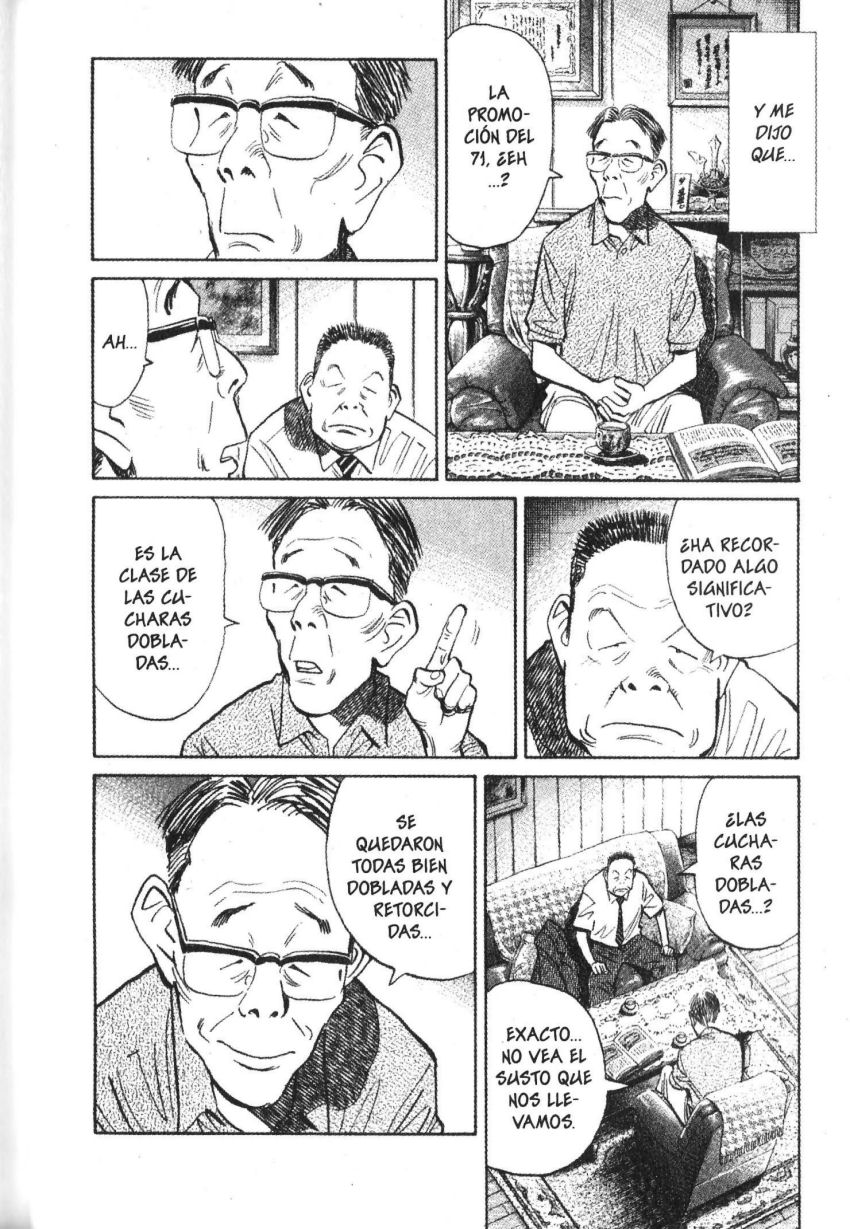 Y ME
DIJO
QUE...
LA
PROMO-
CIÓN DEL
71, ¿EH
...?
AH...
¿HA RECOR-
DADO ALGO
SIGNIFICA-
TIVO?
ES LA
CLASE DE
LAS CU-
CHARAS
DOBLA-
DAS...
¿LAS
CUCHA-
RAS
DOBLA-
DAS...?
EXACTO...
NO VEA EL
SUSTO QUE
NOS LLE-
VAMOS.
SE
QUEDARON
TODAS BIEN
DOBLADAS Y
RETORCI-
DAS...